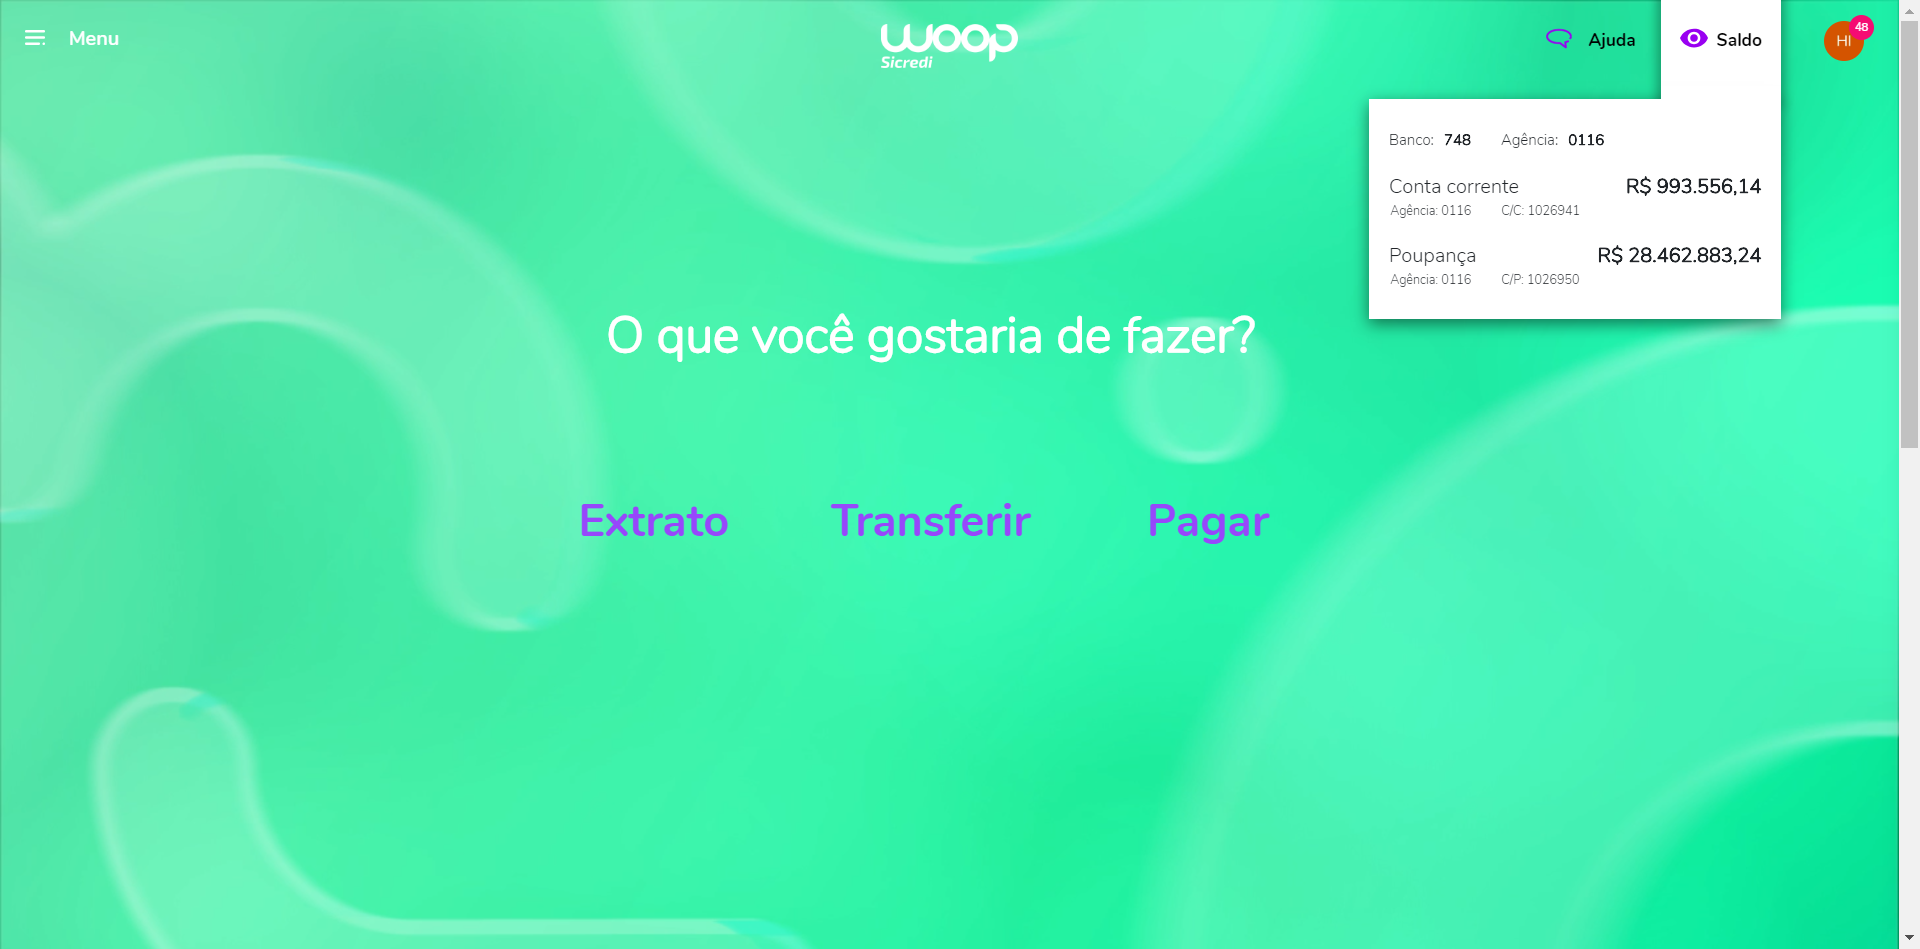 Menu
woop
Sicredi
Ajuda
Saldo
HI
48
Banco: 748 Agência: 0116
Conta corrente R$ 993.556,14
Agência: 0116 C/C: 1026941
Poupança R$ 28.462.883,24
Agência: 0116 C/P: 1026950
O que você gostaria de fazer?
Extrato Transferir Pagar